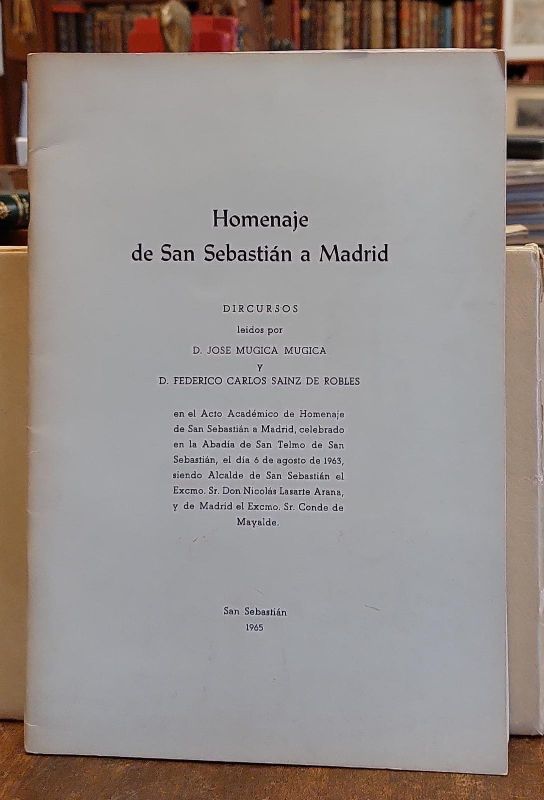 Homenaje
de San Sebastián a Madrid
DIRCURSOS
leidos por
D. JOSE MUGICA MUGICA
y
D. FEDERICO CARLOS SAINZ DE ROBLES
en el Acto Académico de Homenaje
de San Sebastián a Madrid, celebrado
en la Abadía de San Telmo de San
Sebastián, el día 6 de agosto de 1963,
siendo Alcalde de San Sebastián el
Excmo. Sr. Don Nicolás Lasarte Arana,
y de Madrid el Excmo. Sr. Conde de
Mayalde.
San Sebastián
1965